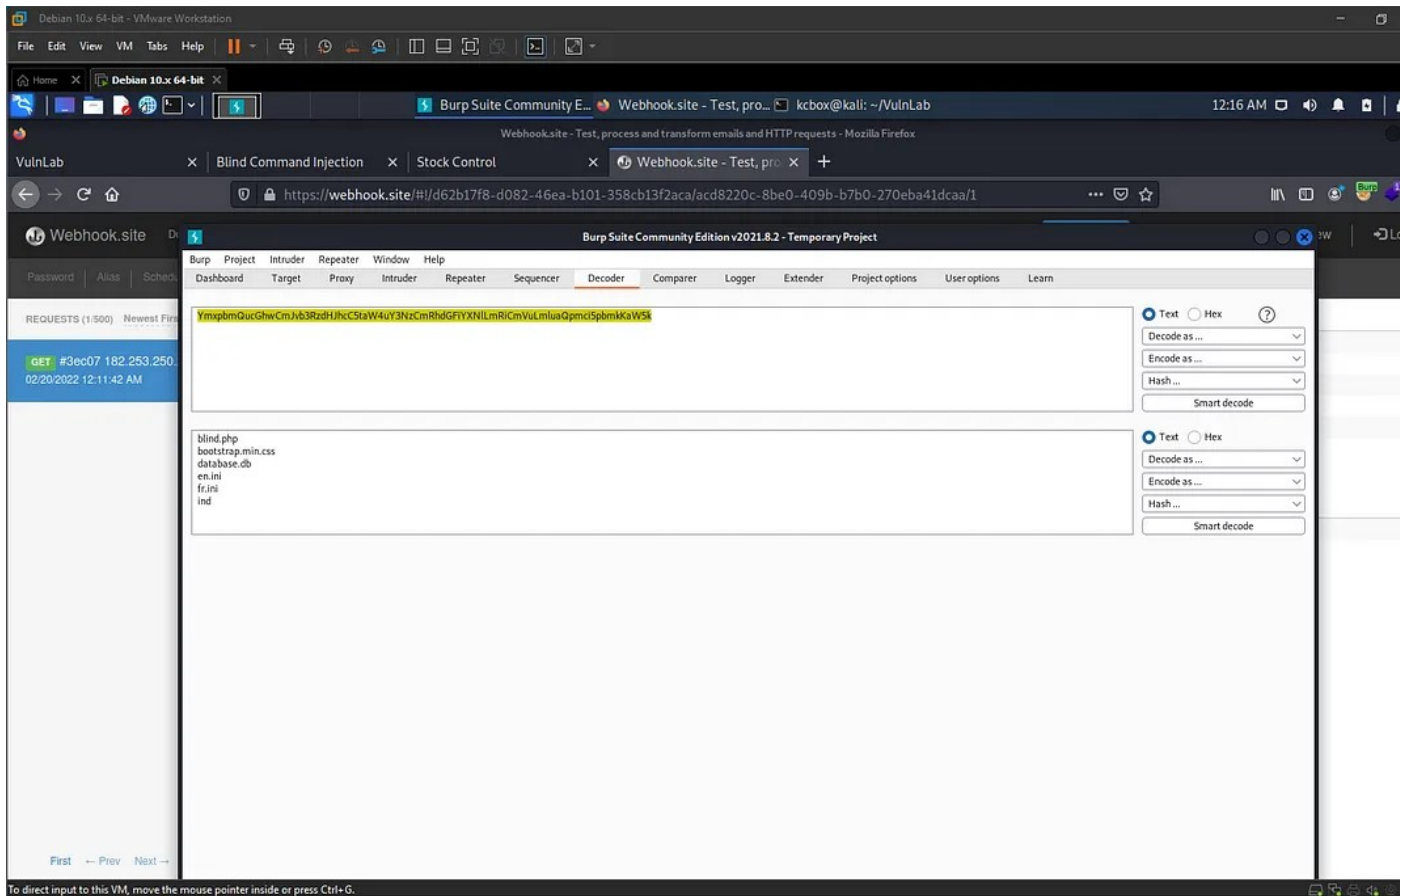 Debian 10.x 64-bit - VMware Workstation
File Edit View VM Tabs Help
Home Debian 10.x 64-bit
Burp Suite Community E... Webhook.site - Test, pro... kcbox@kali: ~/VulnLab 12:16 AM
Webhook.site - Test, process and transform emails and HTTP requests - Mozilla Firefox
VulnLab Blind Command Injection Stock Control Webhook.site - Test, pro
https://webhook.site/#!/d62b17f8-d082-46ea-b101-358cb13f2aca/acd8220c-8be0-409b-b7b0-270eba41dcaa/1
Burp
Webhook.site
Burp Suite Community Edition v2021.8.2 - Temporary Project
Burp Project Intruder Repeater Window Help
Password Alias Schedu
Dashboard Target Proxy Intruder Repeater Sequencer Decoder Comparer Logger Extender Project options User options Learn
REQUESTS (1/500) Newest Firs
YmxpbmQucGhwCmJvb3RzdHJhcC5taW4uY3NzCmRhdGFiYXNlLmRiCmVuLmluaQpmci5pbmkKaW5k
Text Hex
Decode as ...
Encode as ...
Hash ...
Smart decode
GET #3ec07 182.253.250.
02/20/2022 12:11:42 AM
blind.php
bootstrap.min.css
database.db
en.ini
fr.ini
ind
Text Hex
Decode as ...
Encode as ...
Hash ...
Smart decode
First ← Prev Next →
To direct input to this VM, move the mouse pointer inside or press Ctrl+G.